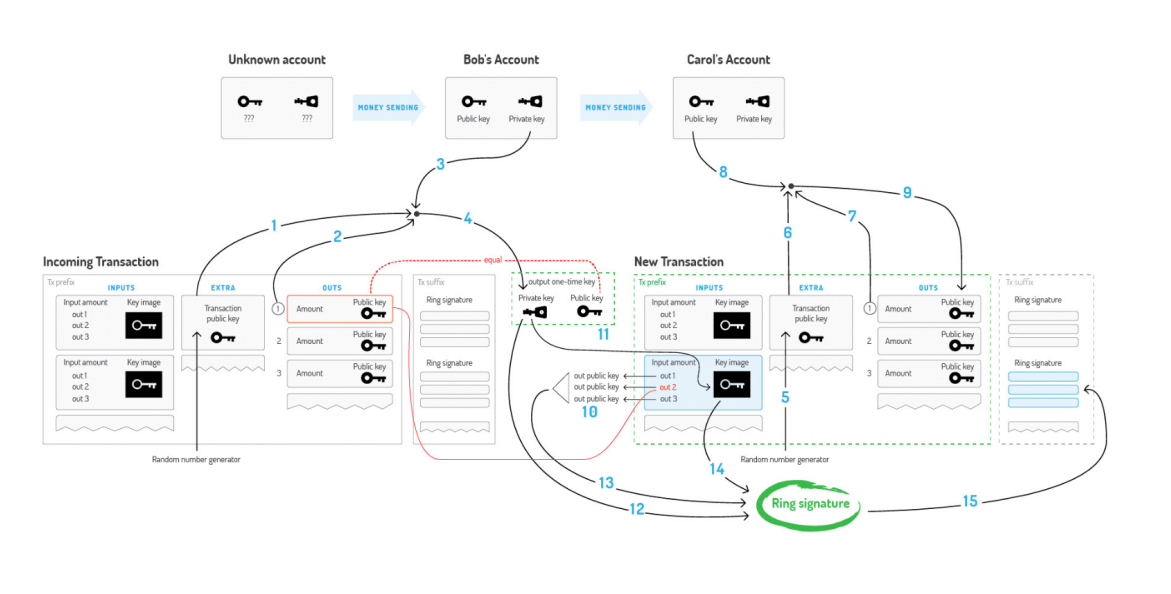 Unknown account
Bob's Account
Carol's Account
??? ???
MONEY SENDING
Public key Private key
MONEY SENDING
Public key Private key
3
8
9
1
2
4
6
7
Incoming Transaction
equal
New Transaction
Tx prefix
INPUTS
EXTRA
OUTS
Tx suffix
output one-time key
Tx prefix
INPUTS
EXTRA
OUTS
Tx suffix
Input amount Key image
out 1
out 2
out 3
Transaction
public key
1 Amount Public key
Ring signature
Private key Public key
11
Input amount Key image
out 1
out 2
out 3
Transaction
public key
1 Amount Public key
Ring signature
2 Amount Public key
2 Amount Public key
Input amount Key image
out 1
out 2
out 3
3 Amount Public key
Ring signature
out public key
out public key
out public key
10
Input amount Key image
out 1
out 2
out 3
5
3 Amount Public key
Ring signature
Random number generator
Random number generator
14
13
12
Ring signature
15